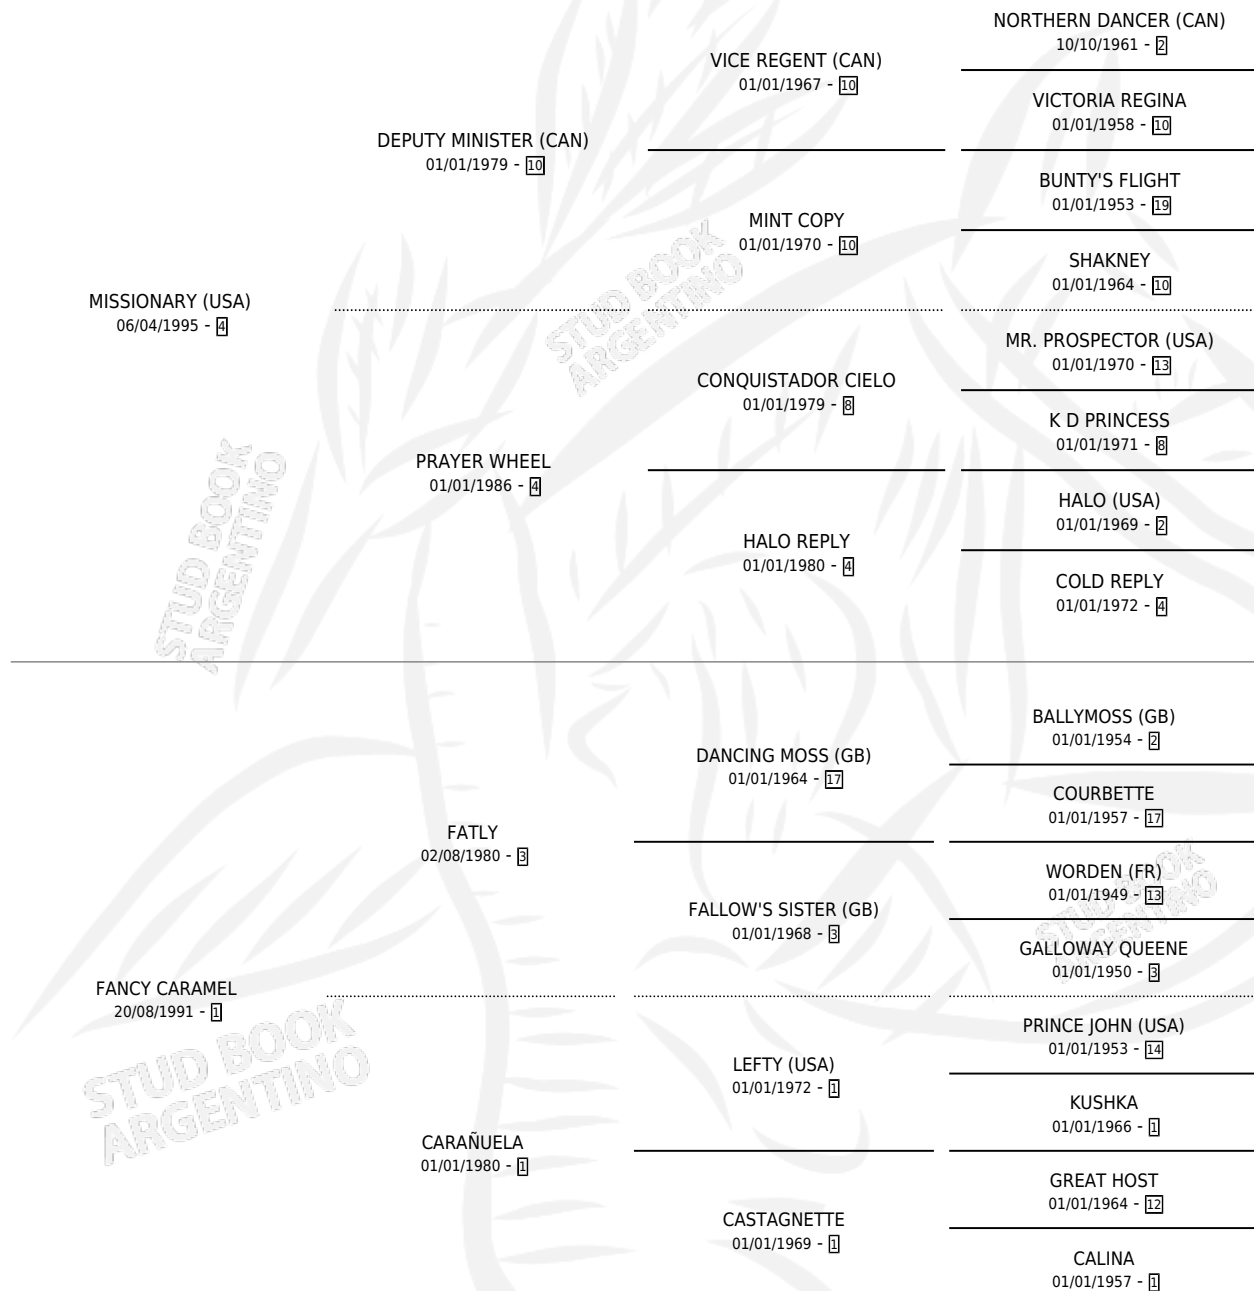 NORTHERN DANCER (CAN)
10/10/1961 - 2
VICE REGENT (CAN)
01/01/1967 - 10
VICTORIA REGINA
01/01/1958 - 10
DEPUTY MINISTER (CAN)
01/01/1979 - 10
BUNTY'S FLIGHT
01/01/1953 - 19
MINT COPY
01/01/1970 - 10
SHAKNEY
01/01/1964 - 10
MISSIONARY (USA)
06/04/1995 - 4
MR. PROSPECTOR (USA)
01/01/1970 - 13
CONQUISTADOR CIELO
01/01/1979 - 8
K D PRINCESS
01/01/1971 - 8
PRAYER WHEEL
01/01/1986 - 4
HALO (USA)
01/01/1969 - 2
HALO REPLY
01/01/1980 - 4
COLD REPLY
01/01/1972 - 4
BALLYMOSS (GB)
01/01/1954 - 2
DANCING MOSS (GB)
01/01/1964 - 17
COURBETTE
01/01/1957 - 17
FATLY
02/08/1980 - 3
WORDEN (FR)
01/01/1949 - 13
FALLOW'S SISTER (GB)
01/01/1968 - 3
GALLOWAY QUEENE
01/01/1950 - 3
FANCY CARAMEL
20/08/1991 - 1
PRINCE JOHN (USA)
01/01/1953 - 14
LEFTY (USA)
01/01/1972 - 1
KUSHKA
01/01/1966 - 1
CARAÑUELA
01/01/1980 - 1
GREAT HOST
01/01/1964 - 12
CASTAGNETTE
01/01/1969 - 1
CALINA
01/01/1957 - 1
STUD BOOK
ARGENTINO
STUD BOOK
ARGENTINO
STUD BOOK
ARGENTINO
STUD BOOK
ARGENTINO